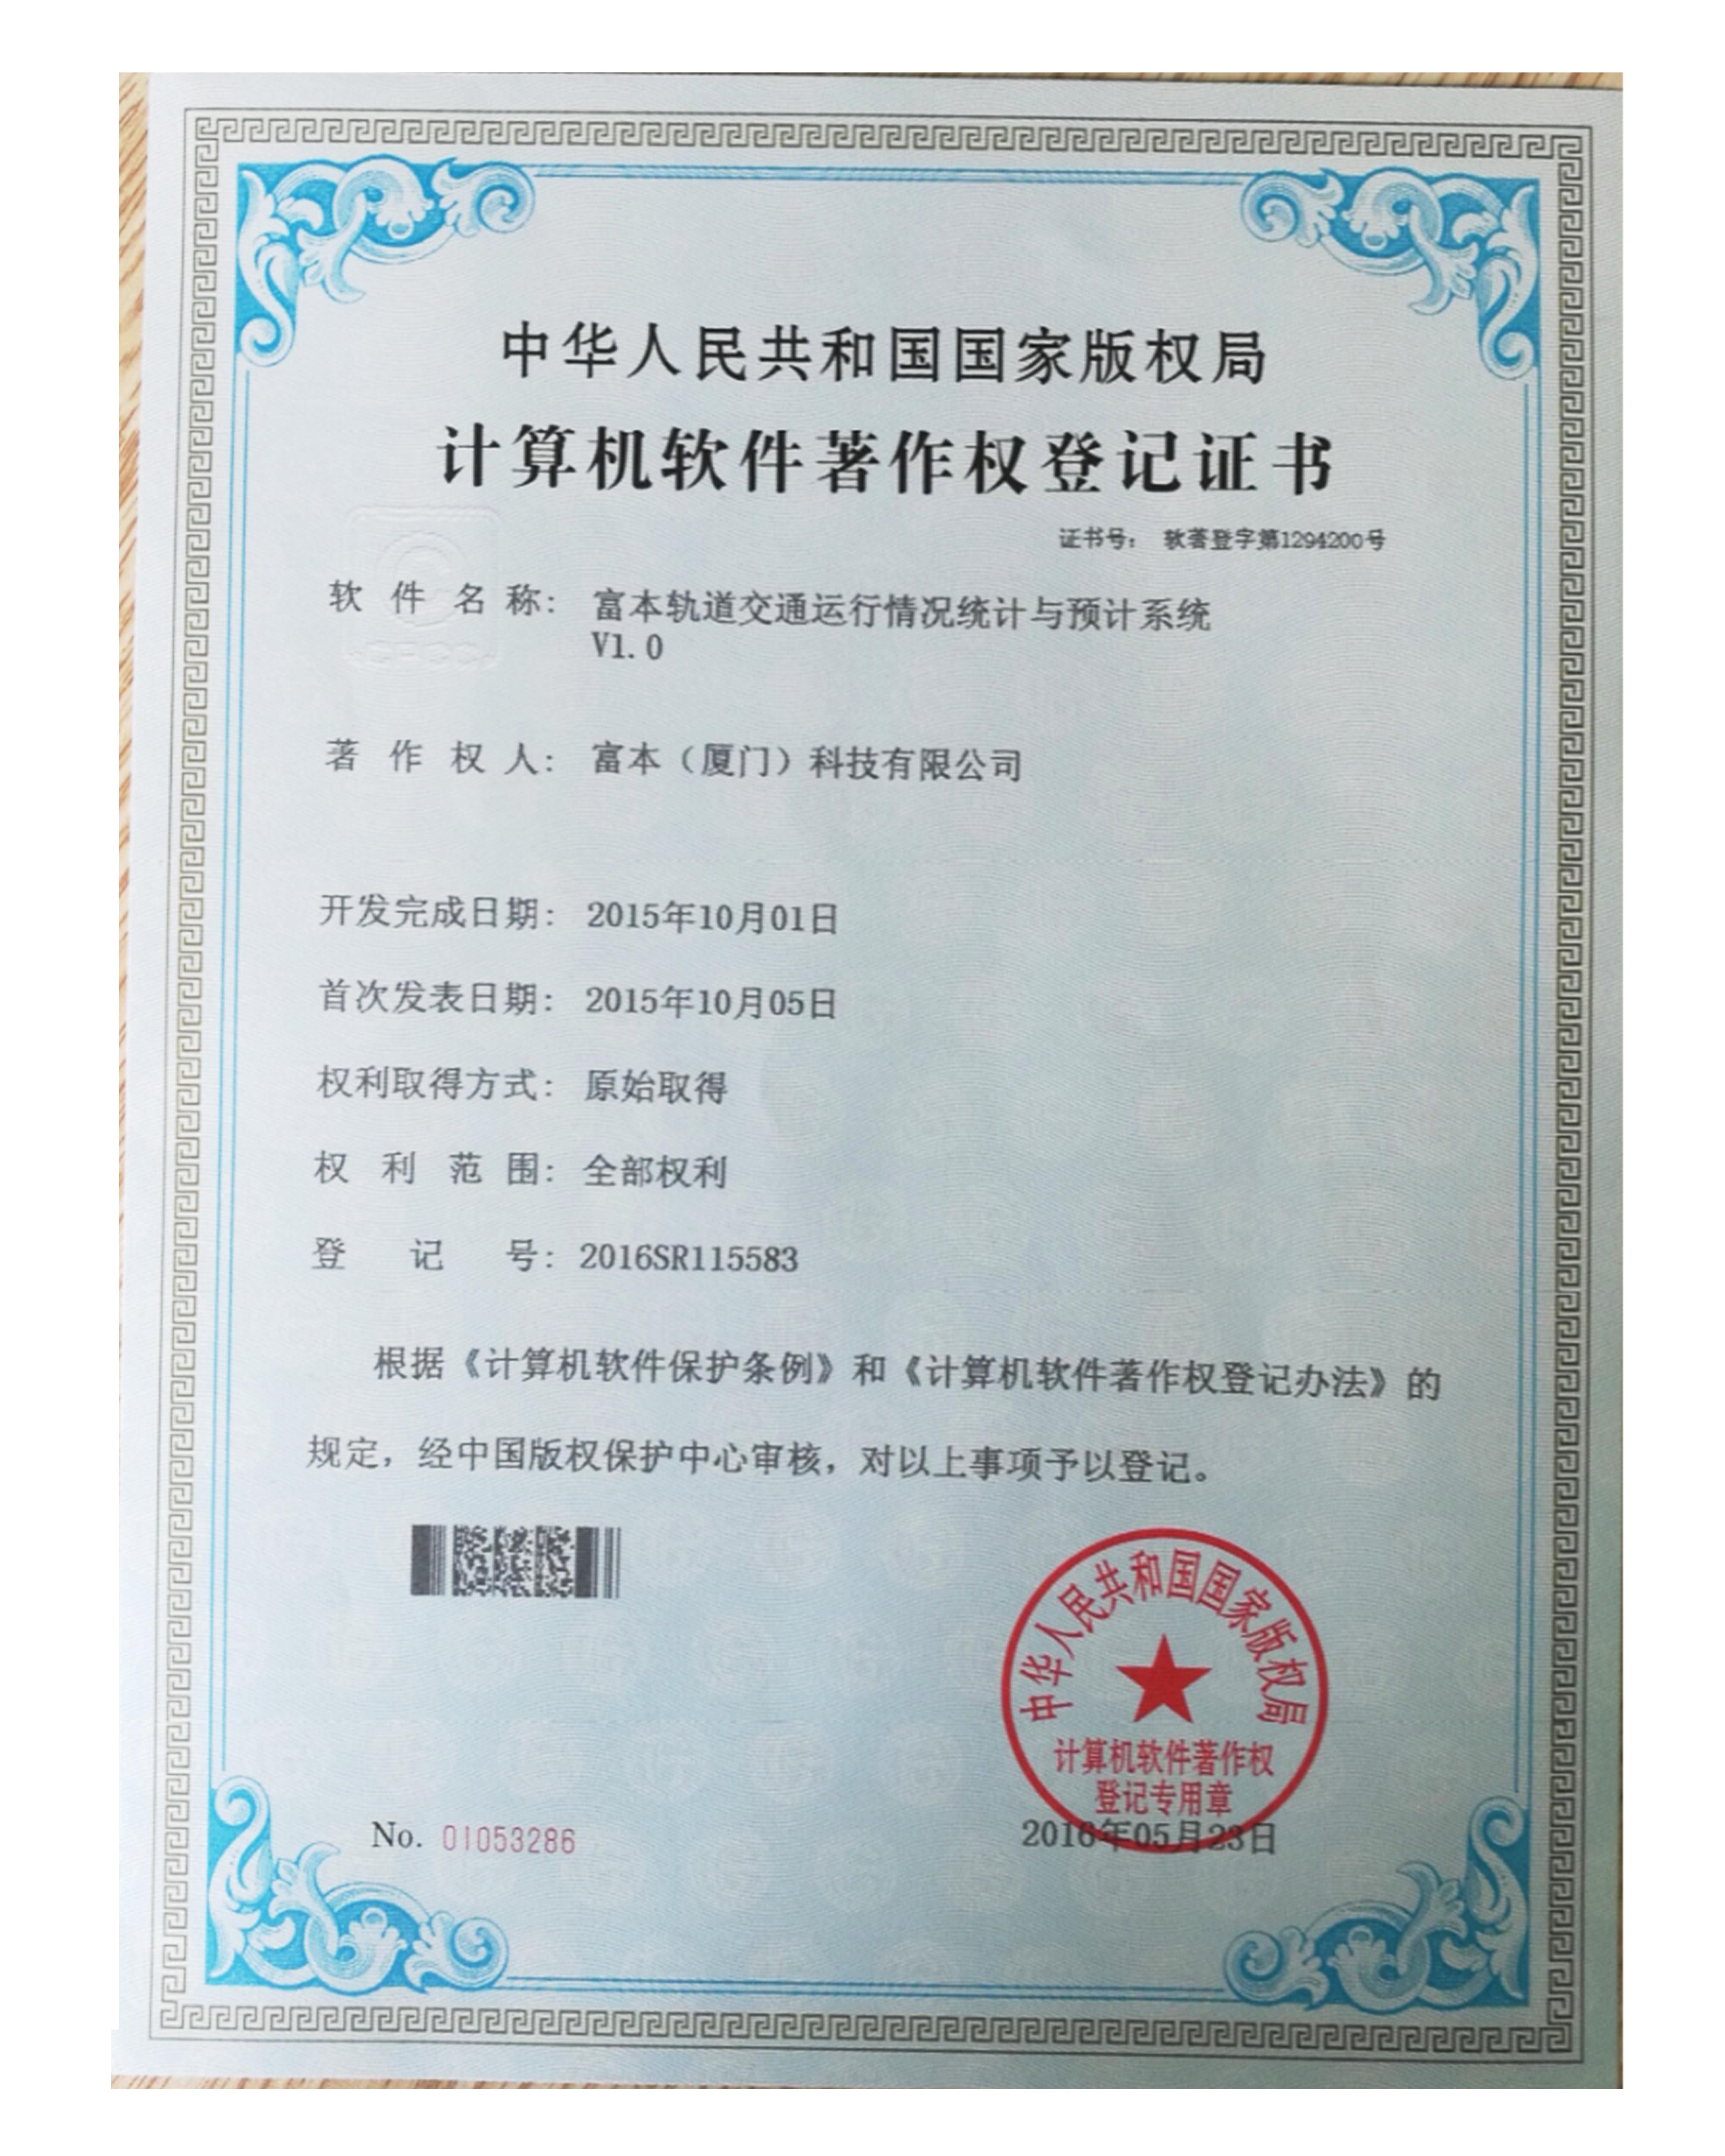 中华人民共和国国家版权局
计算机软件著作权登记证书
证书号： 软著登字第1294200号
软件名称： 富本轨道交通运行情况统计与预计系统
V1.0
著作权人： 富本（厦门）科技有限公司
开发完成日期： 2015年10月01日
首次发表日期： 2015年10月05日
权利取得方式： 原始取得
权利范围： 全部权利
登记号： 2016SR115583
根据《计算机软件保护条例》和《计算机软件著作权登记办法》的
规定，经中国版权保护中心审核，对以上事项予以登记。
中华人民共和国国家版权局
计算机软件著作权
登记专用章
No. 01053286
2016年05月23日